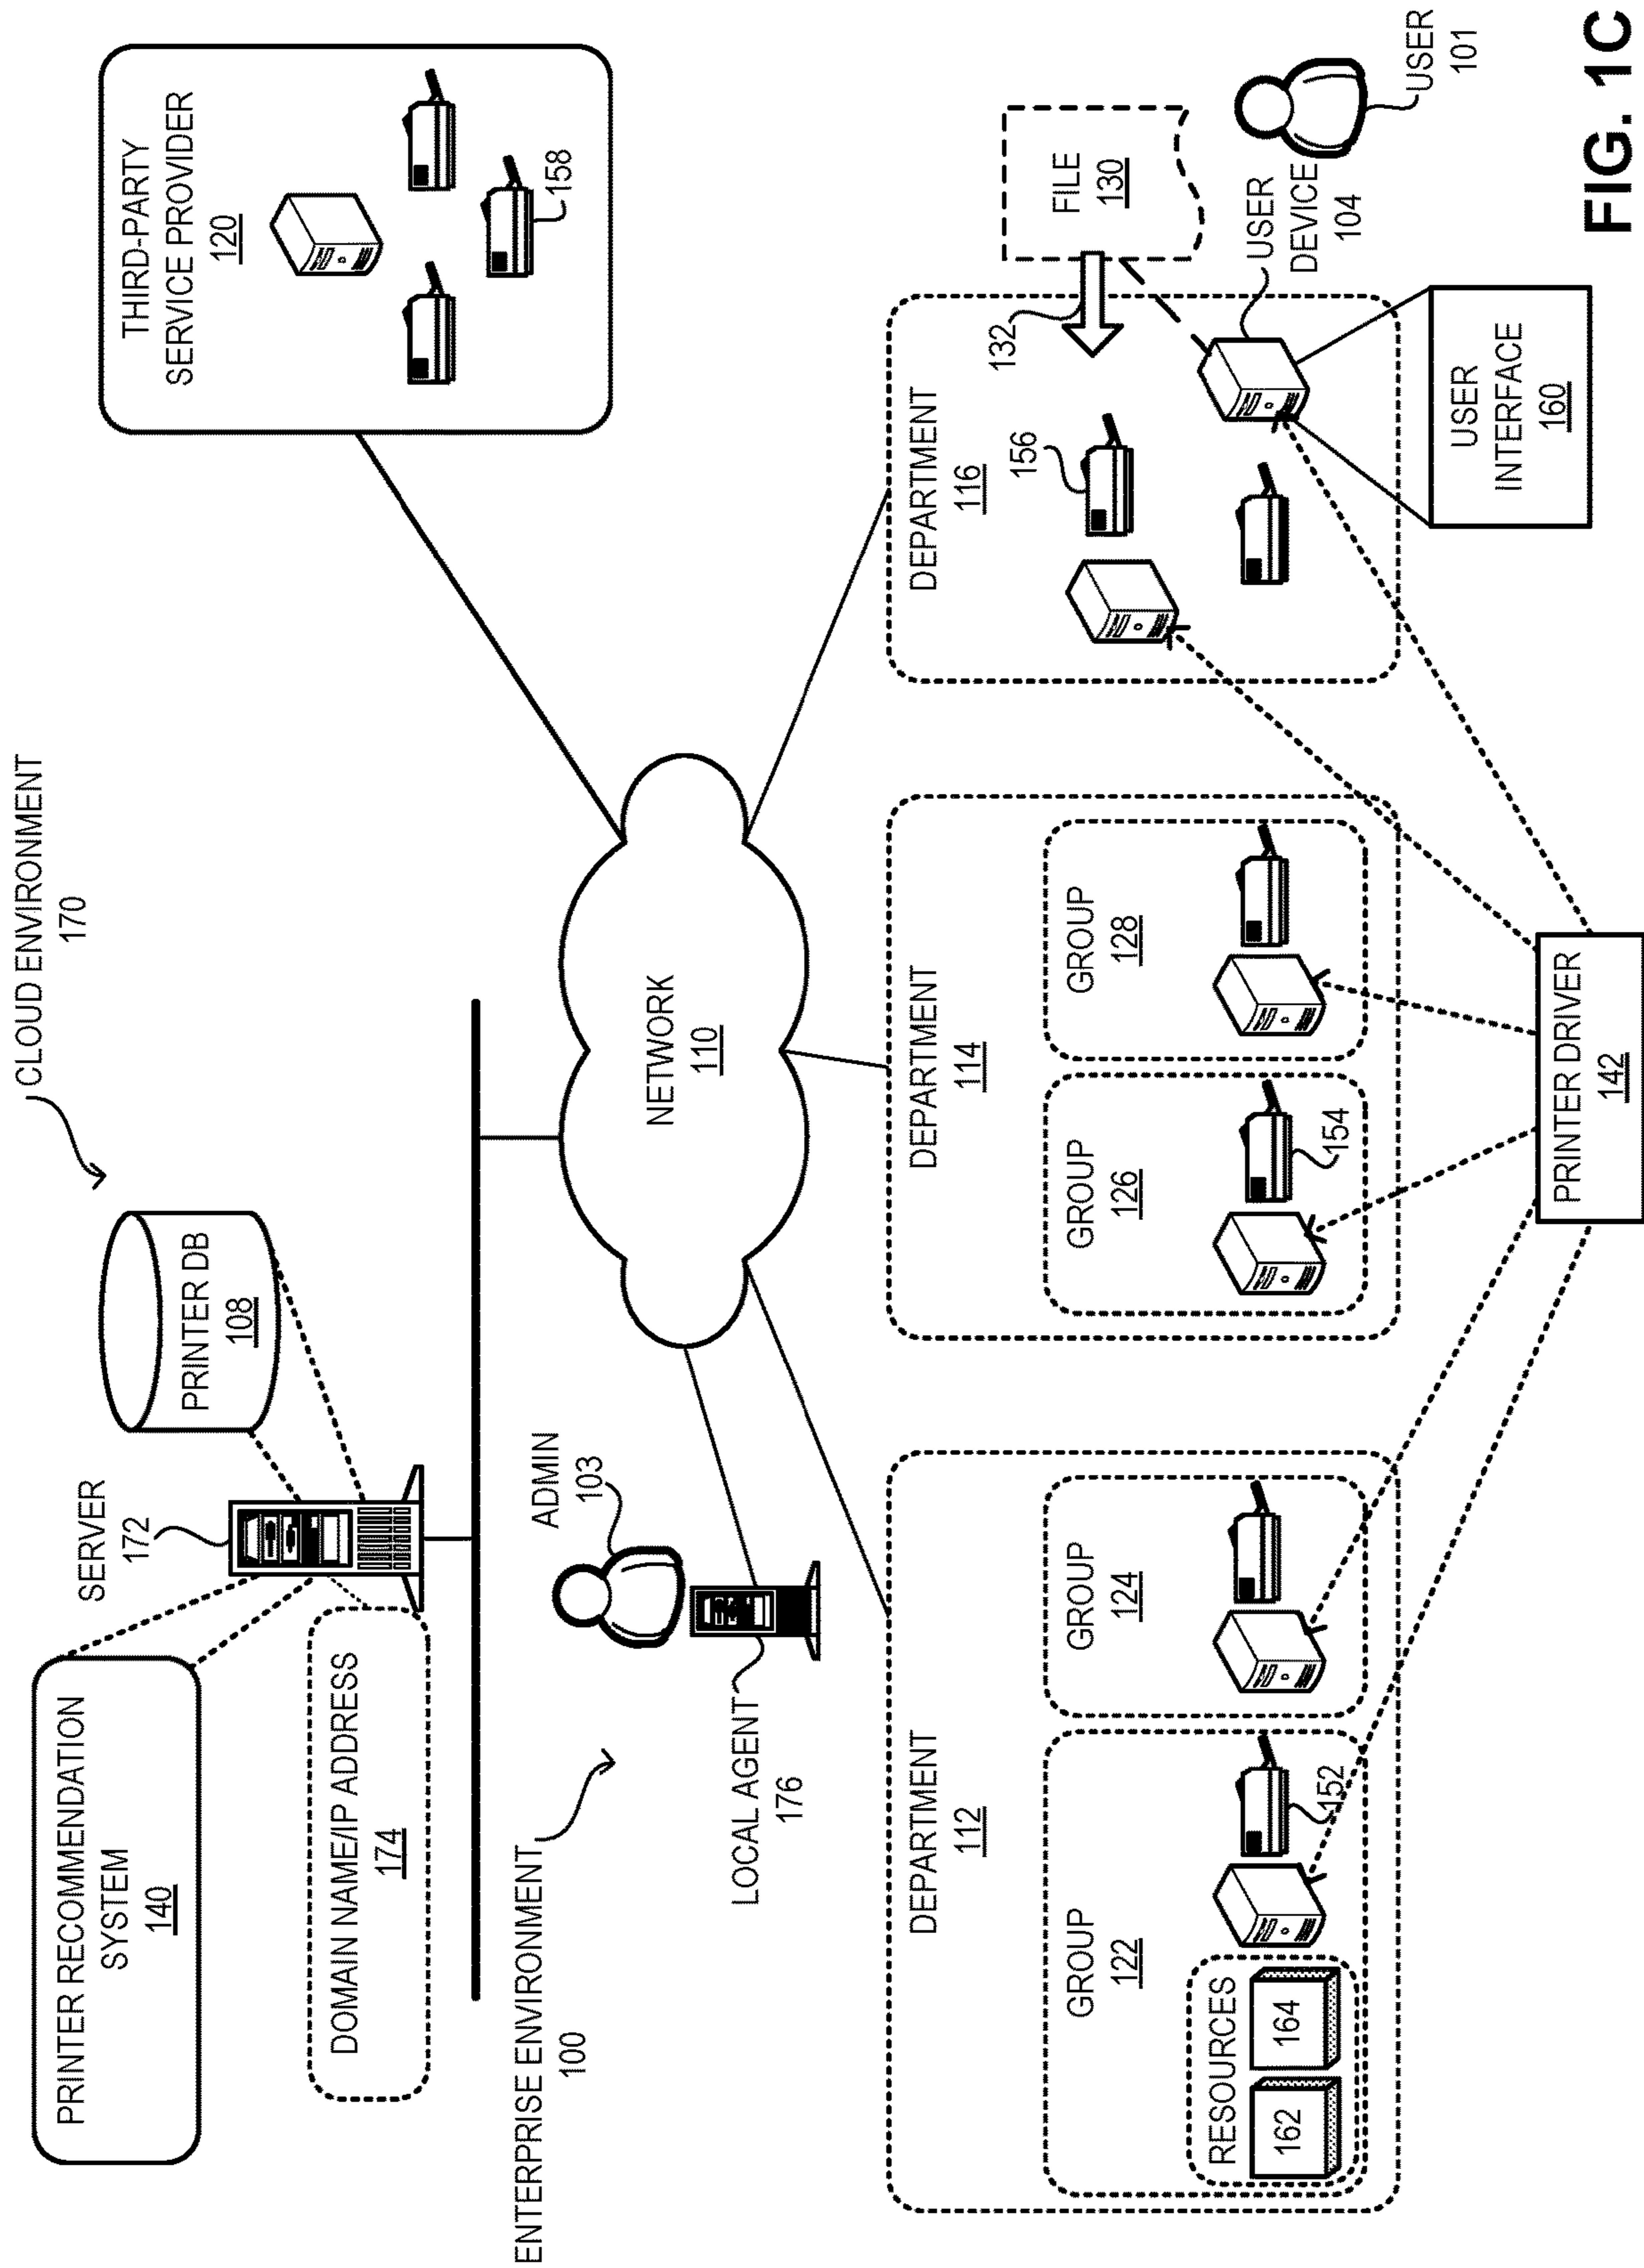 CLOUD ENVIRONMENT
170
PRINTER RECOMMENDATION
SYSTEM
140
SERVER
172
PRINTER DB
108
DOMAIN NAME/IP ADDRESS
174
THIRD-PARTY
SERVICE PROVIDER
120
158
ENTERPRISE ENVIRONMENT
100
ADMIN
103
LOCAL AGENT
176
NETWORK
110
DEPARTMENT
112
GROUP
122
RESOURCES
162
164
152
GROUP
124
DEPARTMENT
114
GROUP
126
154
GROUP
128
DEPARTMENT
116
156
132
FILE
130
USER
DEVICE
104
USER
101
USER
INTERFACE
160
PRINTER DRIVER
142
FIG. 1C